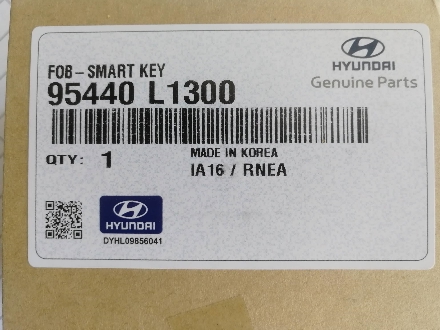 FOB-SMART KEY
95440 L1300
HYUNDAI
Genuine Parts
QTY: 1
MADE IN KOREA
IA16 / RNEA
HYUNDAI
DYHL09856041